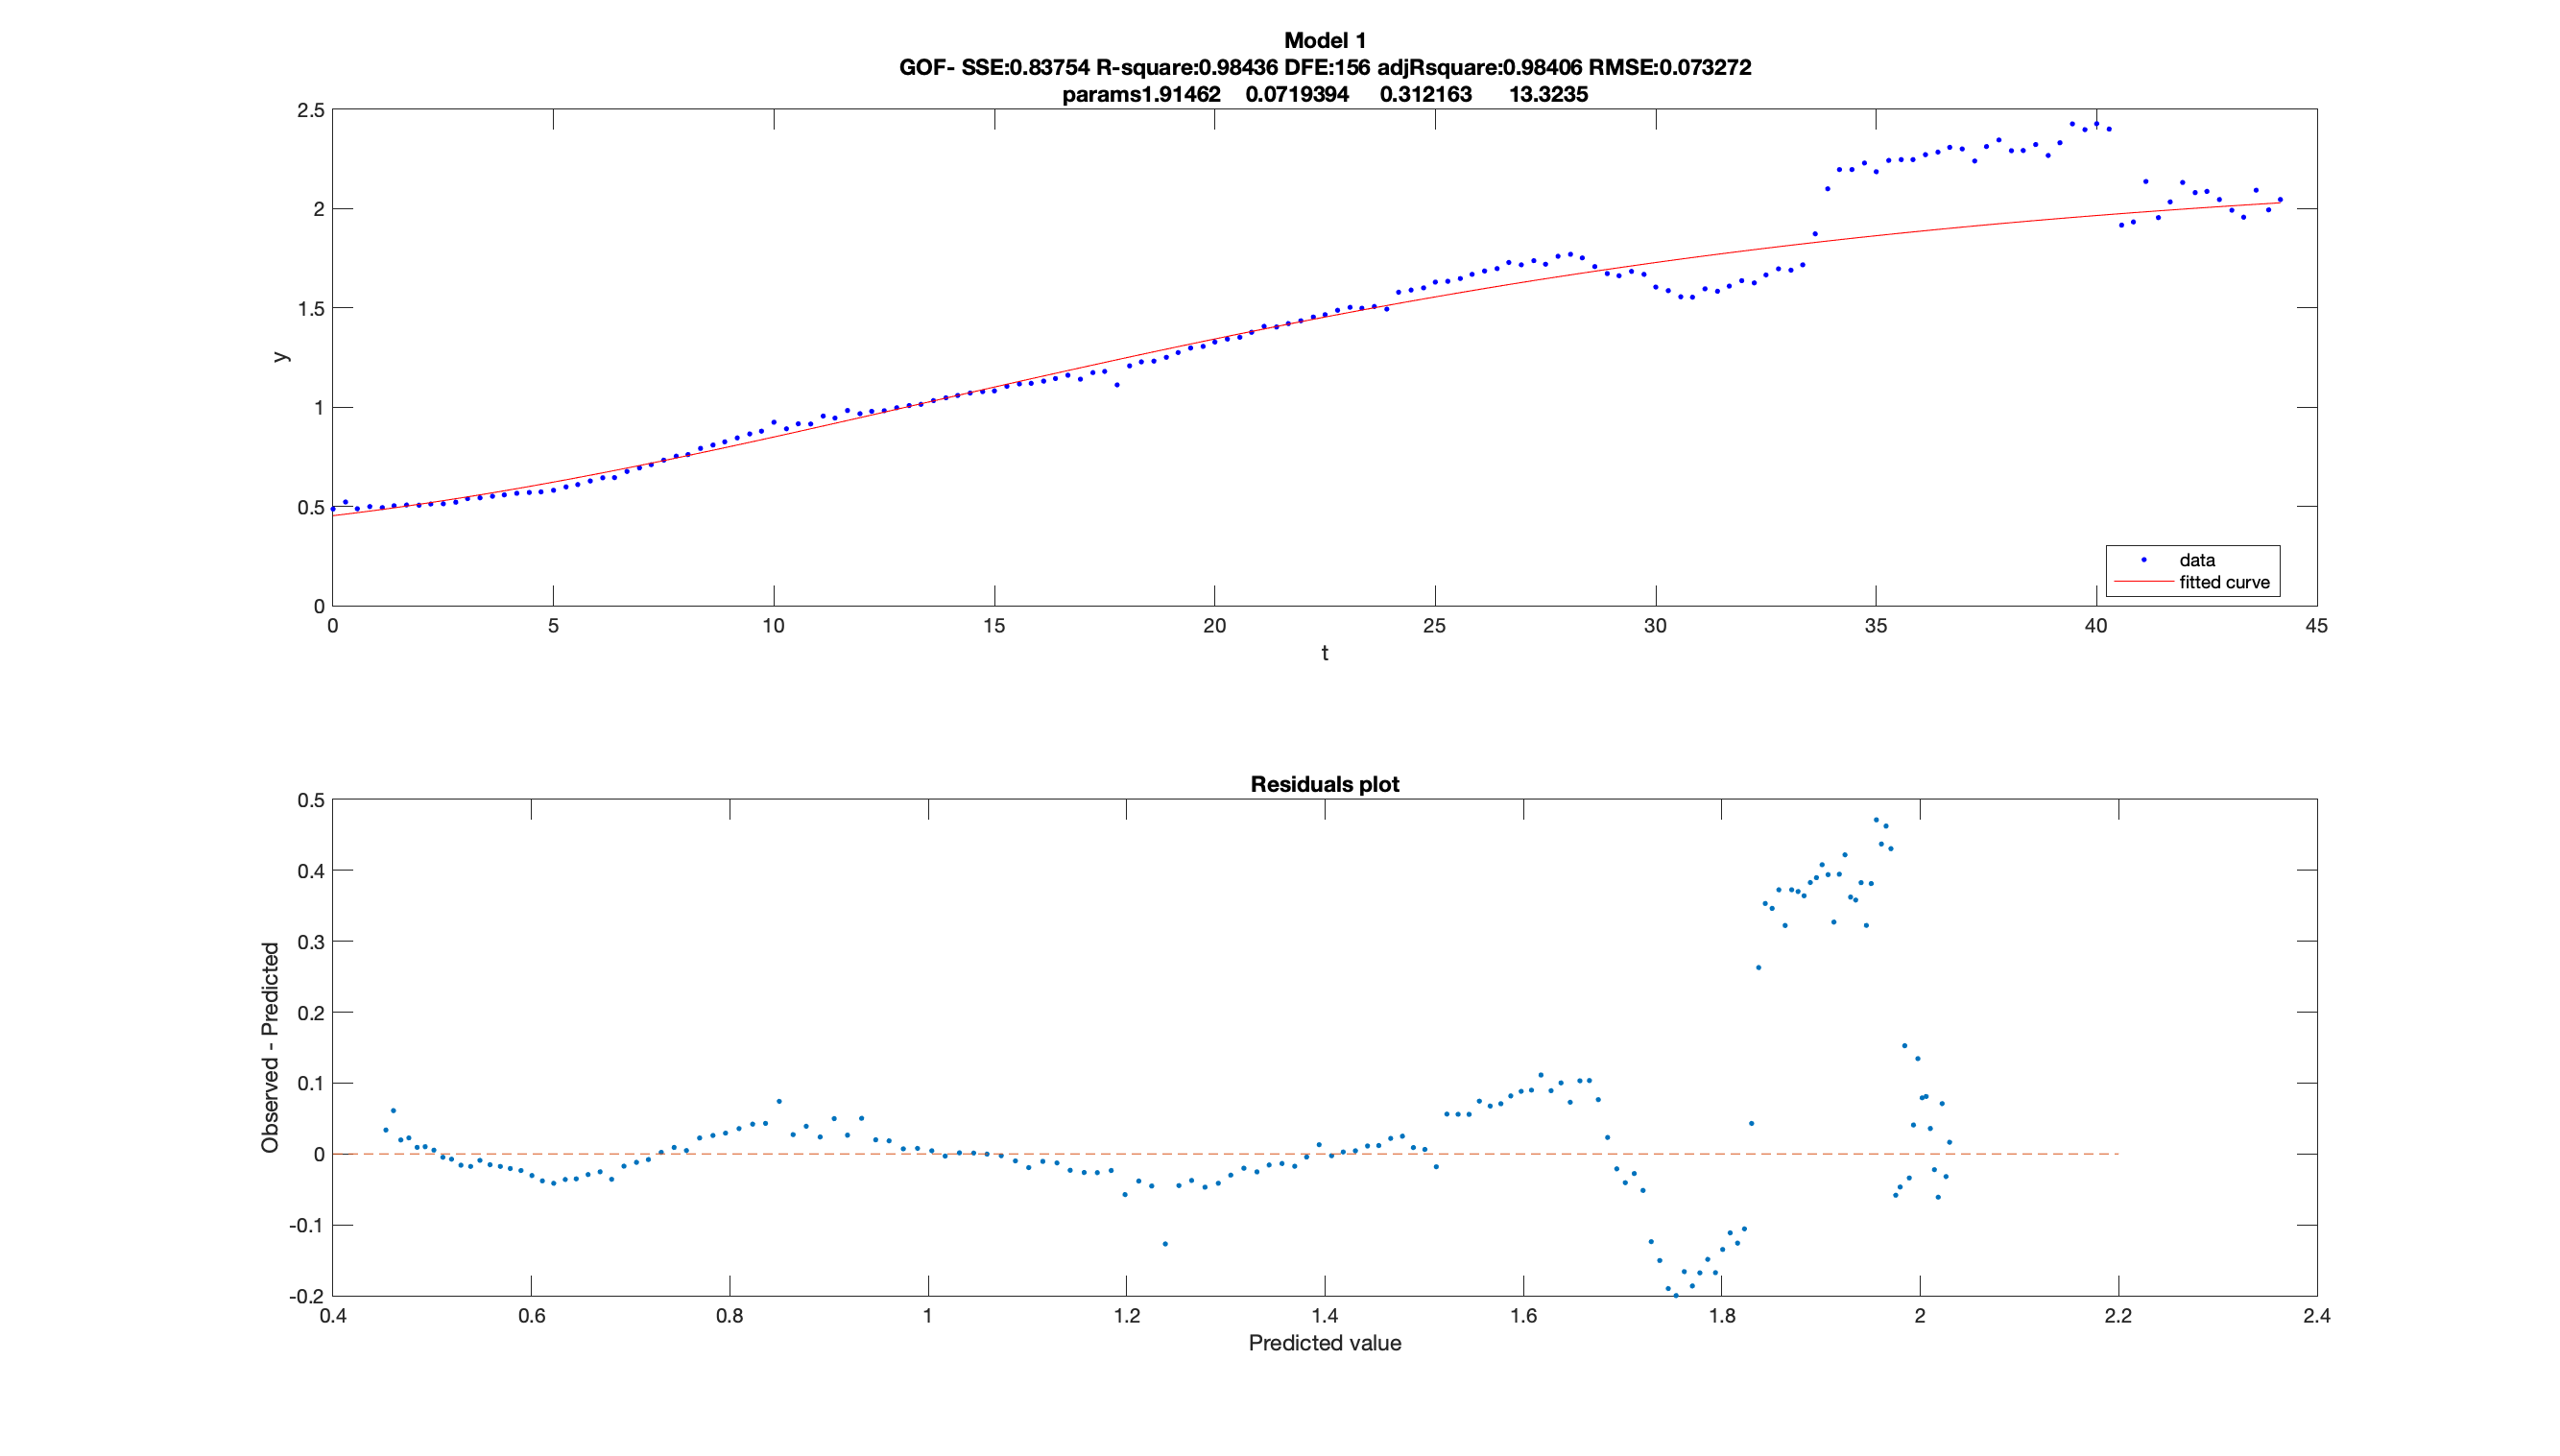 Model 1
GOF- SSE:0.83754 R-square:0.98436 DFE:156 adjRsquare:0.98406 RMSE:0.073272
params1.91462 0.0719394 0.312163 13.3235
2.5
2
1.5
1
0.5
0
y
0 5 10 15 20 25 30 35 40 45
t
data
fitted curve
Residuals plot
0.5
0.4
0.3
0.2
0.1
0
-0.1
-0.2
Observed - Predicted
0.4 0.6 0.8 1 1.2 1.4 1.6 1.8 2 2.2 2.4
Predicted value